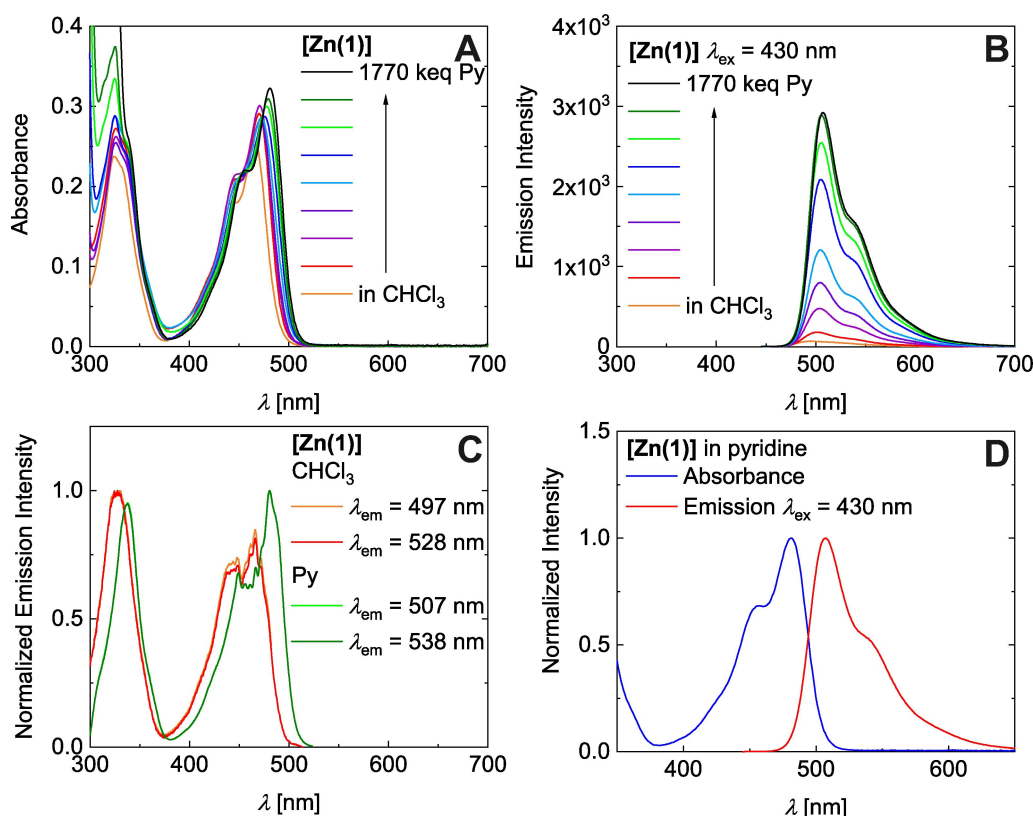 A
[Zn(1)]
1770 keq Py
in CHCl₃
Absorbance
0.4
0.3
0.2
0.1
0.0
300 400 500 600 700
λ [nm]
B
[Zn(1)] λex = 430 nm
1770 keq Py
in CHCl₃
Emission Intensity
4x10³
3x10³
2x10³
1x10³
0
300 400 500 600 700
λ [nm]
C
[Zn(1)]
CHCl₃
λem = 497 nm
λem = 528 nm
Py
λem = 507 nm
λem = 538 nm
Normalized Emission Intensity
1.0
0.5
0.0
300 400 500 600 700
λ [nm]
D
[Zn(1)] in pyridine
Absorbance
Emission λex = 430 nm
Normalized Intensity
1.5
1.0
0.5
0.0
400 500 600
λ [nm]